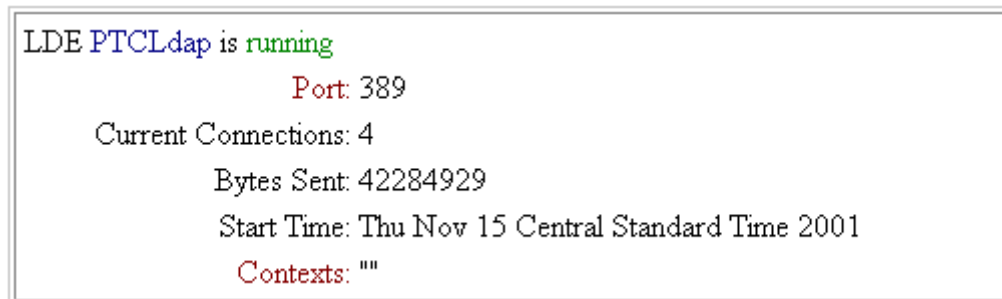 LDE PTCLdap is running
Port: 389
Current Connections: 4
Bytes Sent: 42284929
Start Time: Thu Nov 15 Central Standard Time 2001
Contexts: ""